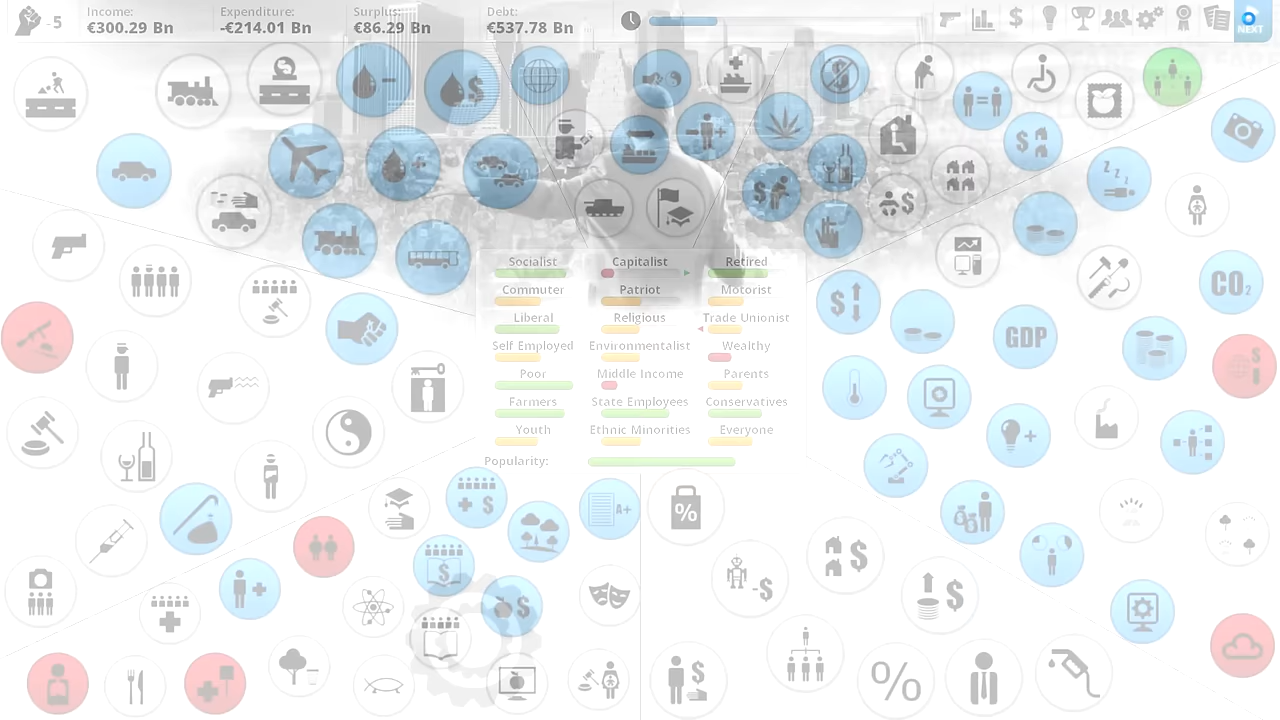 -5
Income:
€300.29 Bn
Expenditure:
-€214.01 Bn
Surplus:
€86.29 Bn
Debt:
€537.78 Bn
NEXT
$
$
$
$
Z Z Z
$
$
CO2
GDP
$
$
A+
$
$
%
-$
$
$
$
%
Socialist Capitalist Retired
Commuter Patriot Motorist
Liberal Religious Trade Unionist
Self Employed Environmentalist Wealthy
Poor Middle Income Parents
Farmers State Employees Conservatives
Youth Ethnic Minorities Everyone
Popularity: